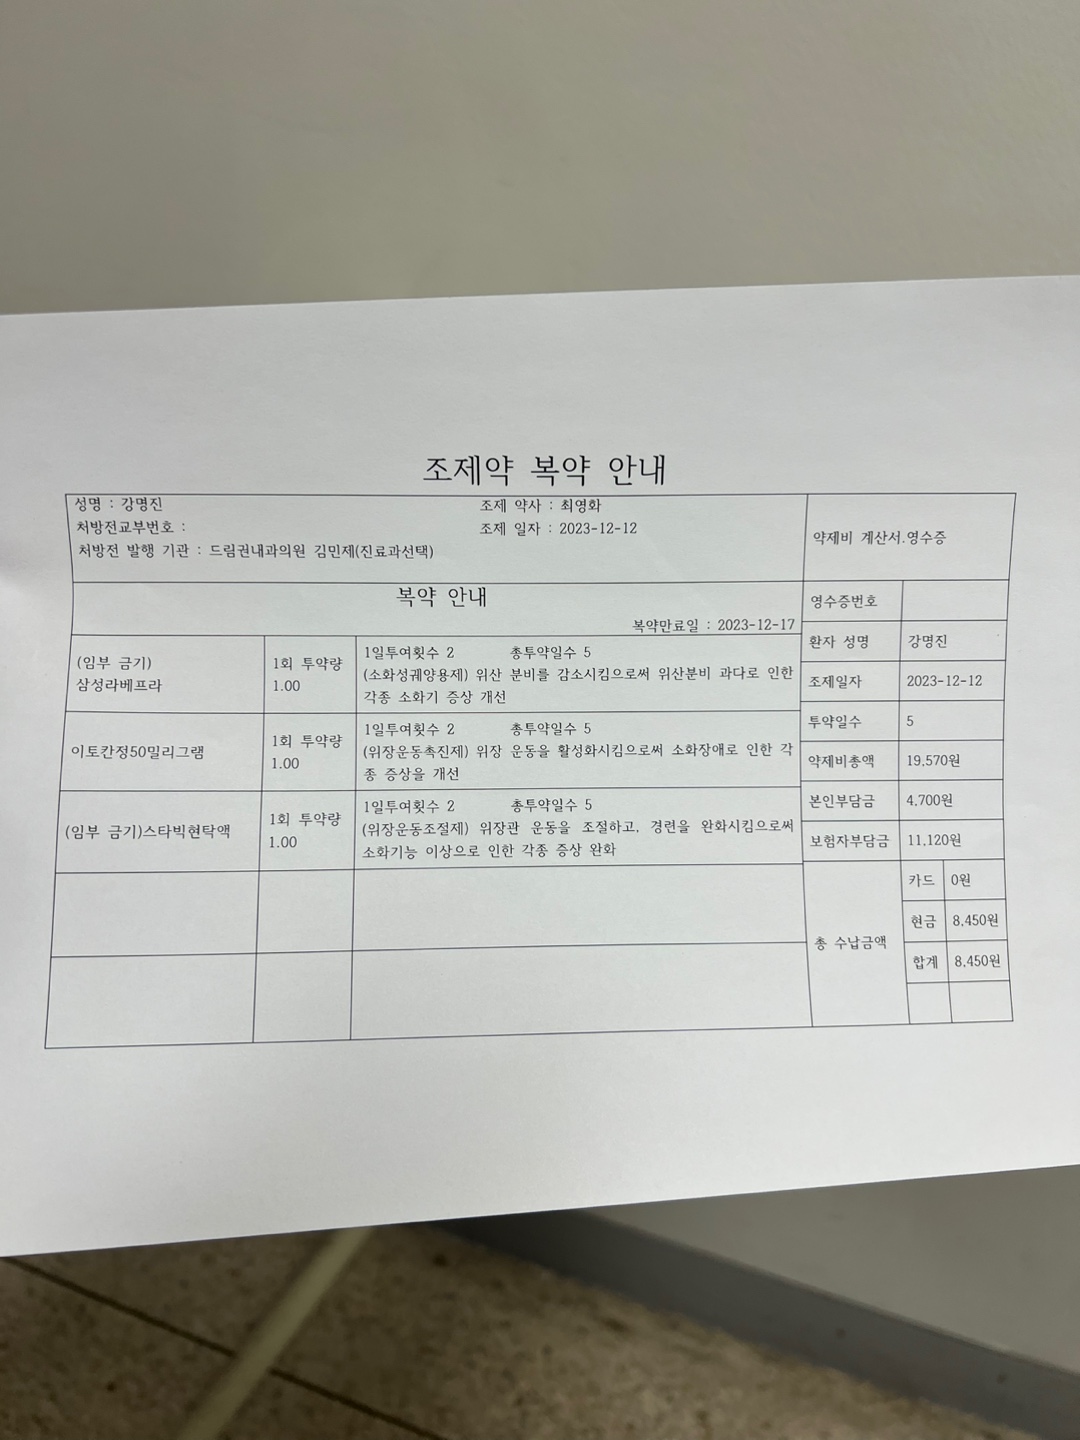 조제약 복약 안내
성명 : 강명진
조제 약사 : 최영화
처방전교부번호 :
조제 일자 : 2023-12-12
처방전 발행 기관 : 드림권내과의원 김민제(진료과선택)
약제비 계산서.영수증
복약 안내
복약만료일 : 2023-12-17
(임부 금기)
삼성라베프라
1회 투약량
1.00
1일투여횟수 2 총투약일수 5
(소화성궤양용제) 위산 분비를 감소시킴으로써 위산분비 과다로 인한
각종 소화기 증상 개선
이토칸정50밀리그램
1회 투약량
1.00
1일투여횟수 2 총투약일수 5
(위장운동촉진제) 위장 운동을 활성화시킴으로써 소화장애로 인한 각
종 증상을 개선
(임부 금기)스타빅현탁액
1회 투약량
1.00
1일투여횟수 2 총투약일수 5
(위장운동조절제) 위장관 운동을 조절하고, 경련을 완화시킴으로써
소화기능 이상으로 인한 각종 증상 완화
영수증번호
환자 성명 강명진
조제일자 2023-12-12
투약일수 5
약제비총액 19.570원
본인부담금 4.700원
보험자부담금 11.120원
총 수납금액
카드 0원
현금 8.450원
합계 8.450원